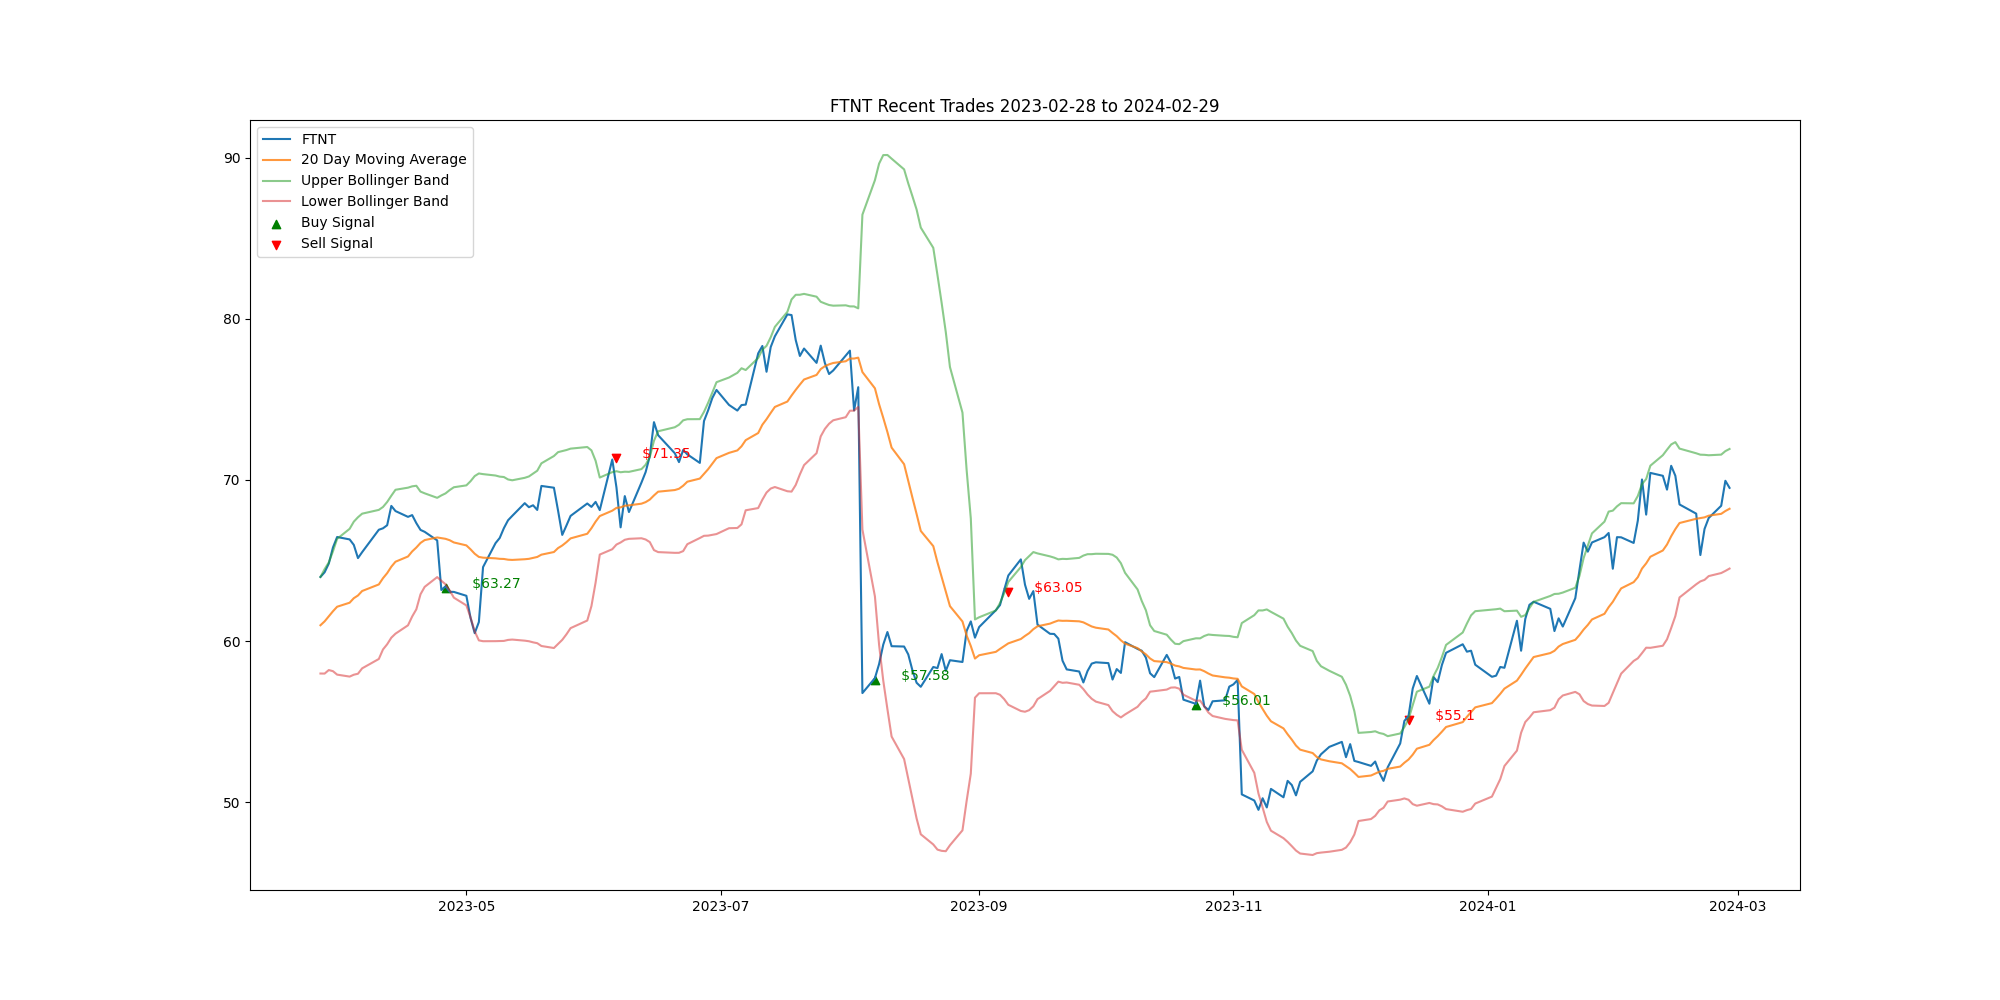 FTNT Recent Trades 2023-02-28 to 2024-02-29
FTNT
20 Day Moving Average
Upper Bollinger Band
Lower Bollinger Band
Buy Signal
Sell Signal
90
80
70
60
50
$71.35
$63.27
$57.58
$63.05
$56.01
$55.1
2023-05
2023-07
2023-09
2023-11
2024-01
2024-03